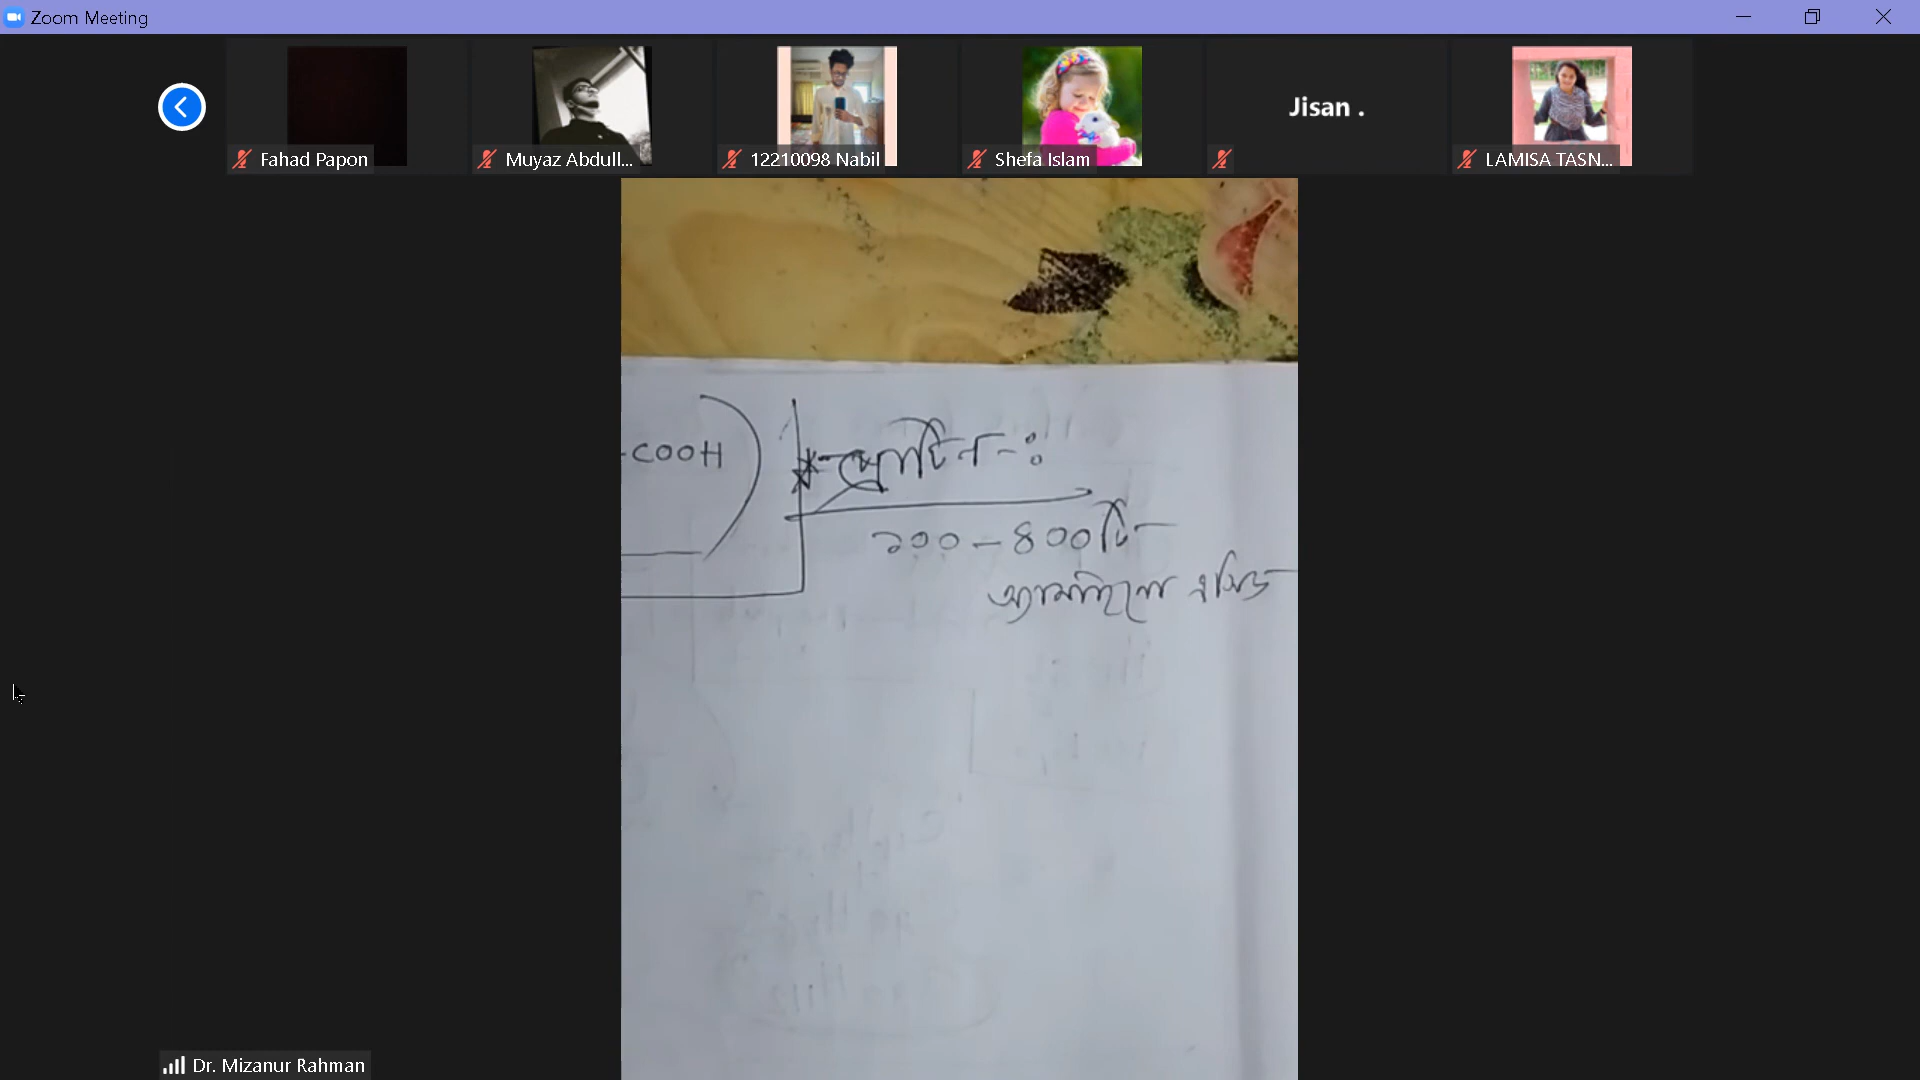 Zoom Meeting
Fahad Papon
Muyaz Abdull...
12210098 Nabil
Shefa Islam
Jisan .
LAMISA TASN...
-COOH
* প্রোটিন-ঃ
২০০-৪০০টি
অ্যামাইনো এসিড
Dr. Mizanur Rahman